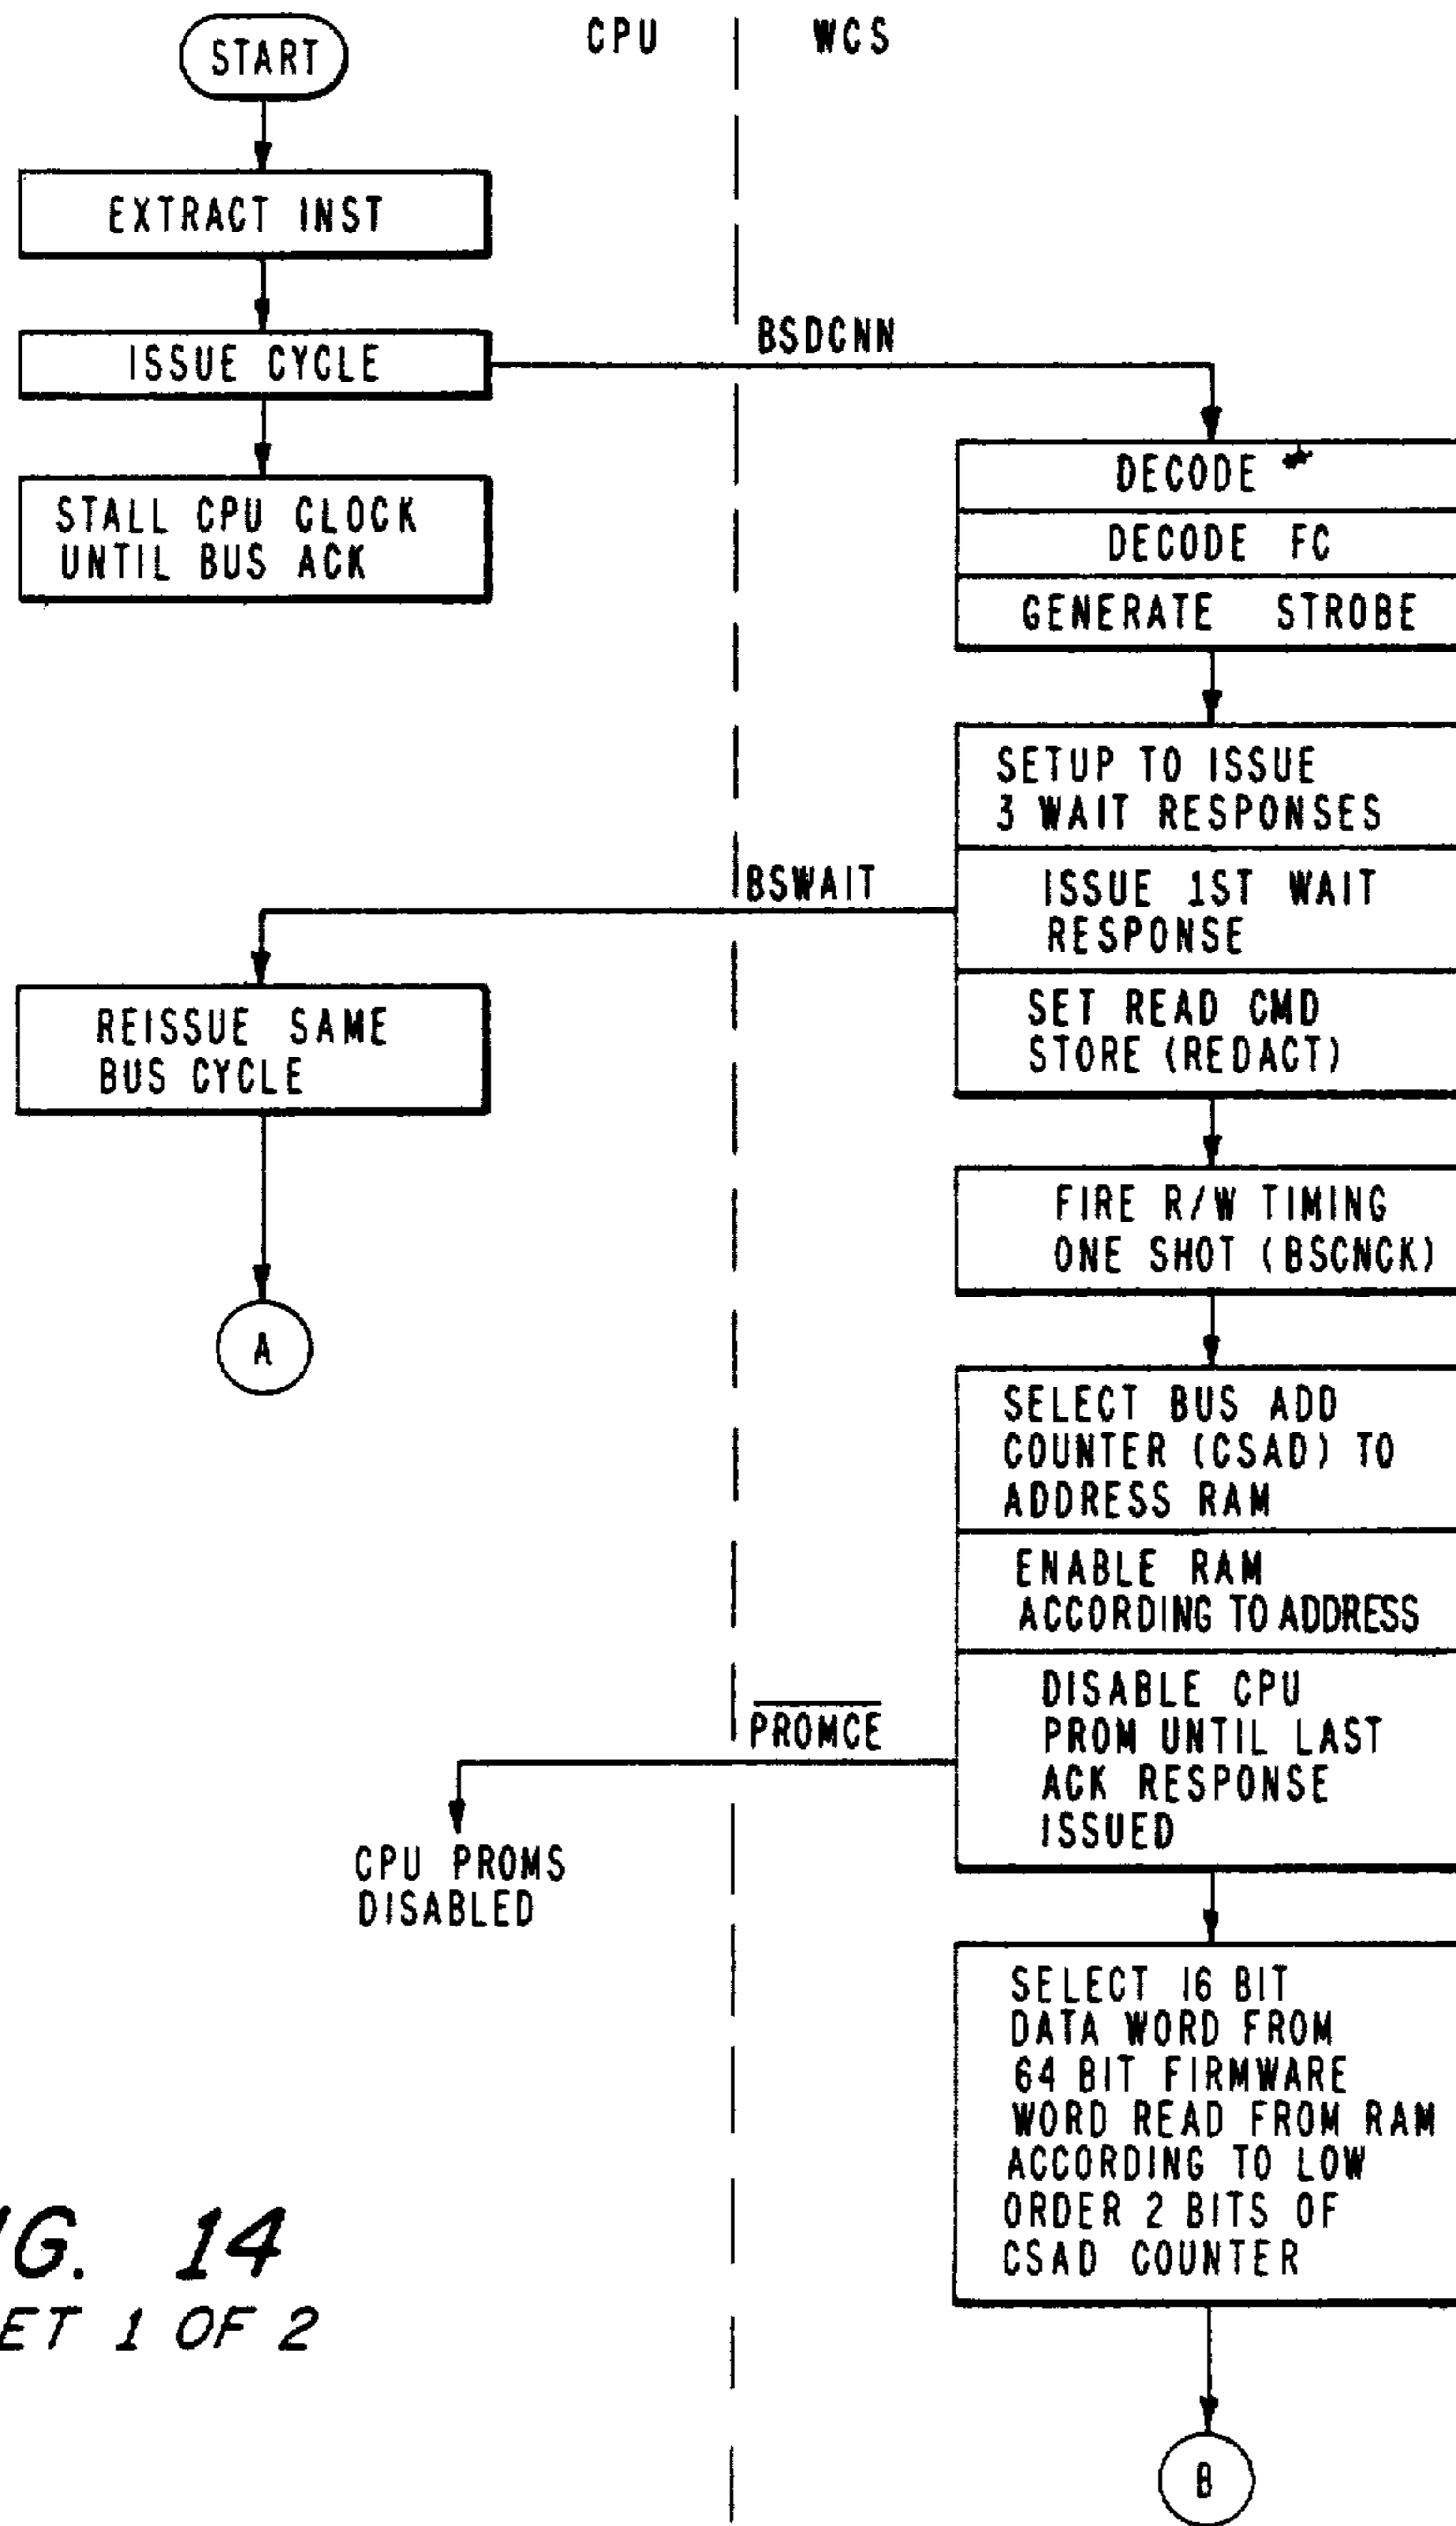 CPU
WCS
START
EXTRACT INST
ISSUE CYCLE
BSDCNN
STALL CPU CLOCK
UNTIL BUS ACK
DECODE
DECODE FC
GENERATE STROBE
SETUP TO ISSUE
3 WAIT RESPONSES
BSWAIT
ISSUE 1ST WAIT
RESPONSE
SET READ CMD
STORE (REDACT)
REISSUE SAME
BUS CYCLE
FIRE R/W TIMING
ONE SHOT (BSCNCK)
A
SELECT BUS ADD
COUNTER (CSAD) TO
ADDRESS RAM
ENABLE RAM
ACCORDING TO ADDRESS
DISABLE CPU
PROM UNTIL LAST
ACK RESPONSE
ISSUED
PROMCE
CPU PROMS
DISABLED
SELECT 16 BIT
DATA WORD FROM
64 BIT FIRMWARE
WORD READ FROM RAM
ACCORDING TO LOW
ORDER 2 BITS OF
CSAD COUNTER
B
G. 14
ET 1 OF 2